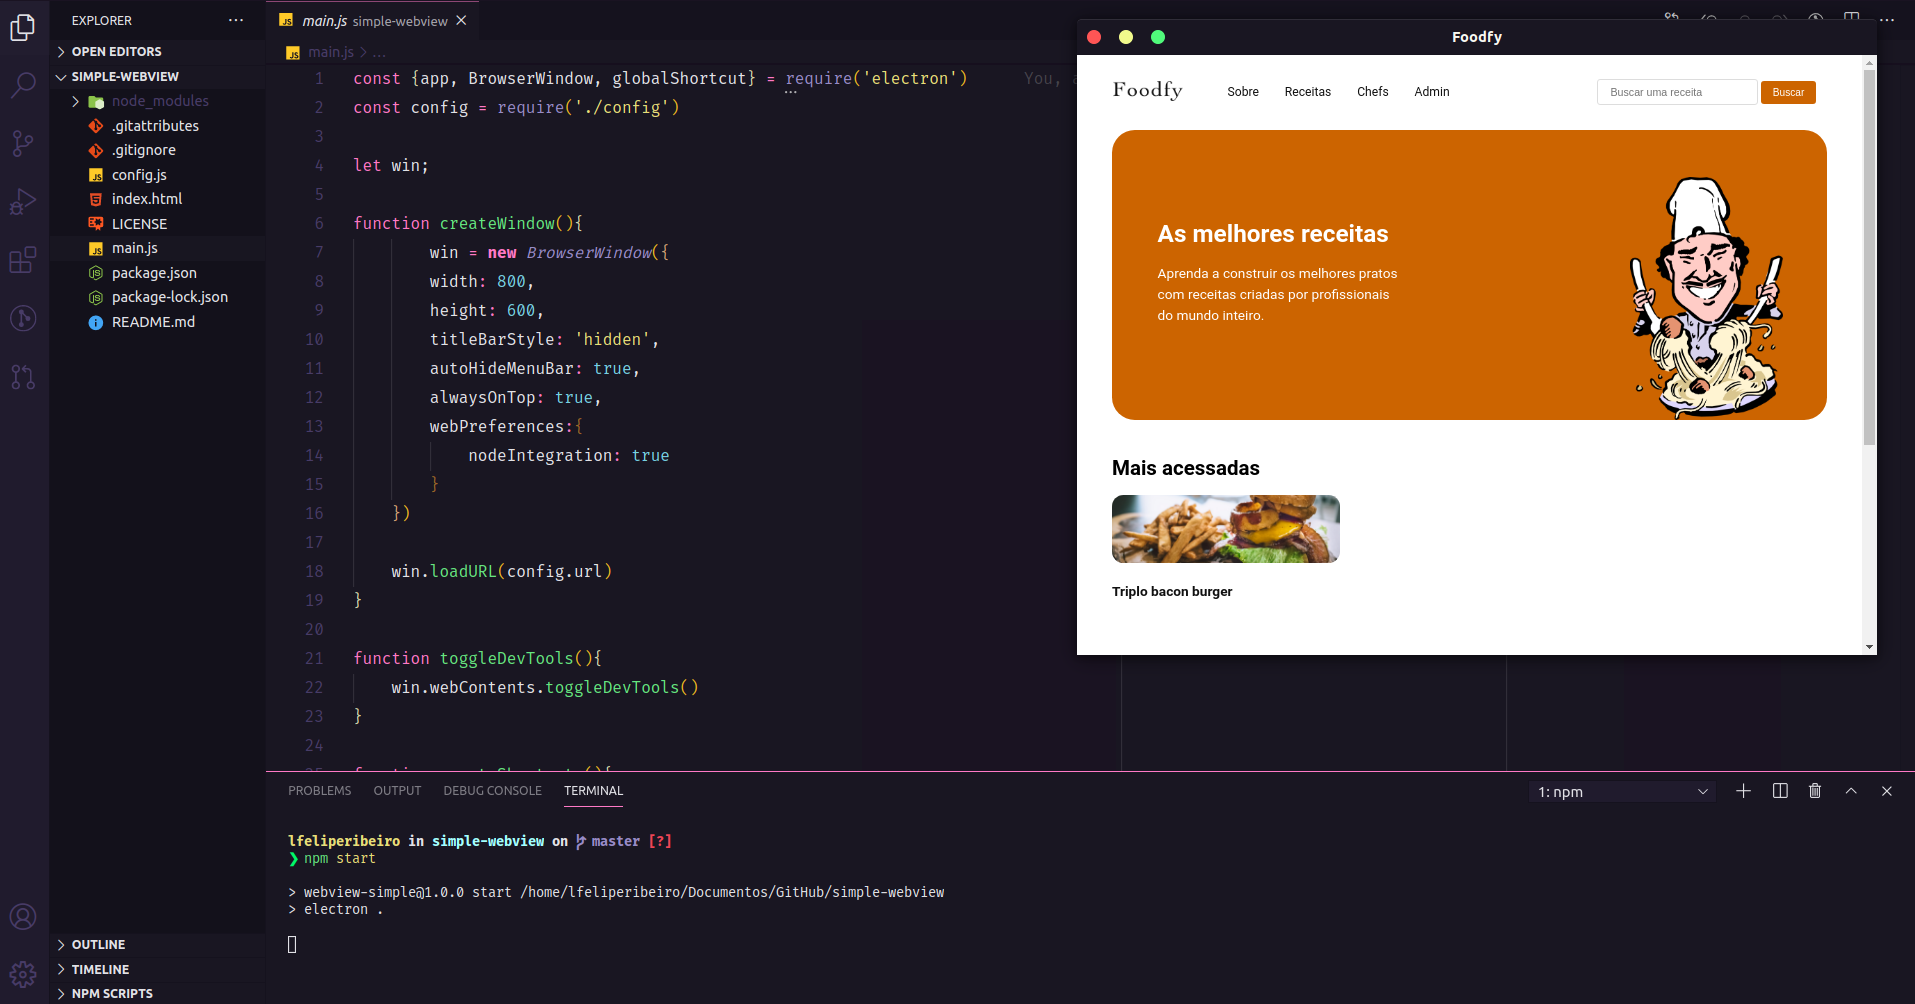 EXPLORER
OPEN EDITORS
SIMPLE-WEBVIEW
node_modules
.gitattributes
.gitignore
config.js
index.html
LICENSE
main.js
package.json
package-lock.json
README.md
OUTLINE
TIMELINE
NPM SCRIPTS
main.js simple-webview
main.js > ...
1 const {app, BrowserWindow, globalShortcut} = require('electron') You,
2 const config = require('./config')
3
4 let win;
5
6 function createWindow(){
7 win = new BrowserWindow({
8 width: 800,
9 height: 600,
10 titleBarStyle: 'hidden',
11 autoHideMenuBar: true,
12 alwaysOnTop: true,
13 webPreferences:{
14 nodeIntegration: true
15 }
16 })
17
18 win.loadURL(config.url)
19 }
20
21 function toggleDevTools(){
22 win.webContents.toggleDevTools()
23 }
24
Foodfy
Foodfy Sobre Receitas Chefs Admin Buscar uma receita Buscar
As melhores receitas
Aprenda a construir os melhores pratos
com receitas criadas por profissionais
do mundo inteiro.
Mais acessadas
Triplo bacon burger
PROBLEMS OUTPUT DEBUG CONSOLE TERMINAL 1: npm
lfeliperibeiro in simple-webview on master [?]
❯ npm start
> webview-simple@1.0.0 start /home/lfeliperibeiro/Documentos/GitHub/simple-webview
> electron .